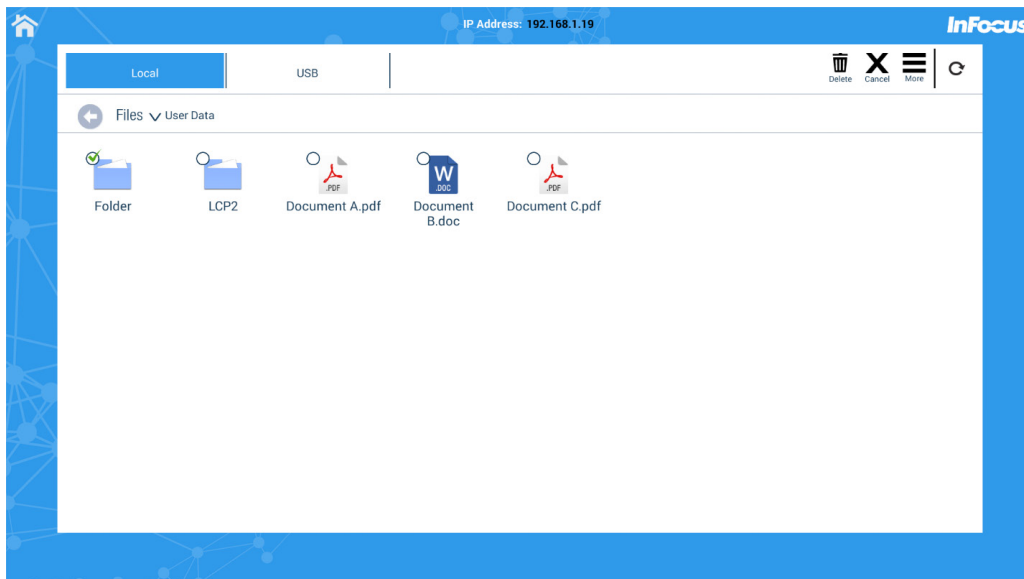 IP Address: 192.168.1.19
InFocus
Local
USB
Delete
Cancel
More
Files
User Data
.PDF
W
.DOC
.PDF
Folder
LCP2
Document A.pdf
Document
B.doc
Document C.pdf